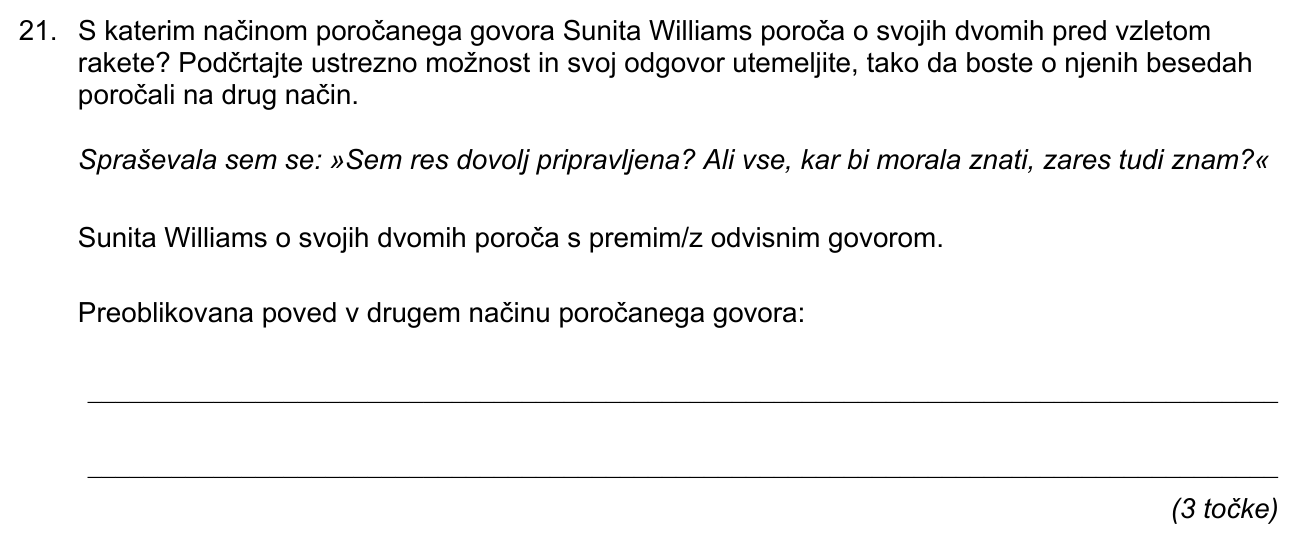 21. S katerim načinom poročanega govora Sunita Williams poroča o svojih dvomih pred vzletom
rakete? Podčrtajte ustrezno možnost in svoj odgovor utemeljite, tako da boste o njenih besedah
poročali na drug način.
Spraševala sem se: »Sem res dovolj pripravljena? Ali vse, kar bi morala znati, zares tudi znam?«
Sunita Williams o svojih dvomih poroča s premim/z odvisnim govorom.
Preoblikovana poved v drugem načinu poročanega govora:
(3 točke)